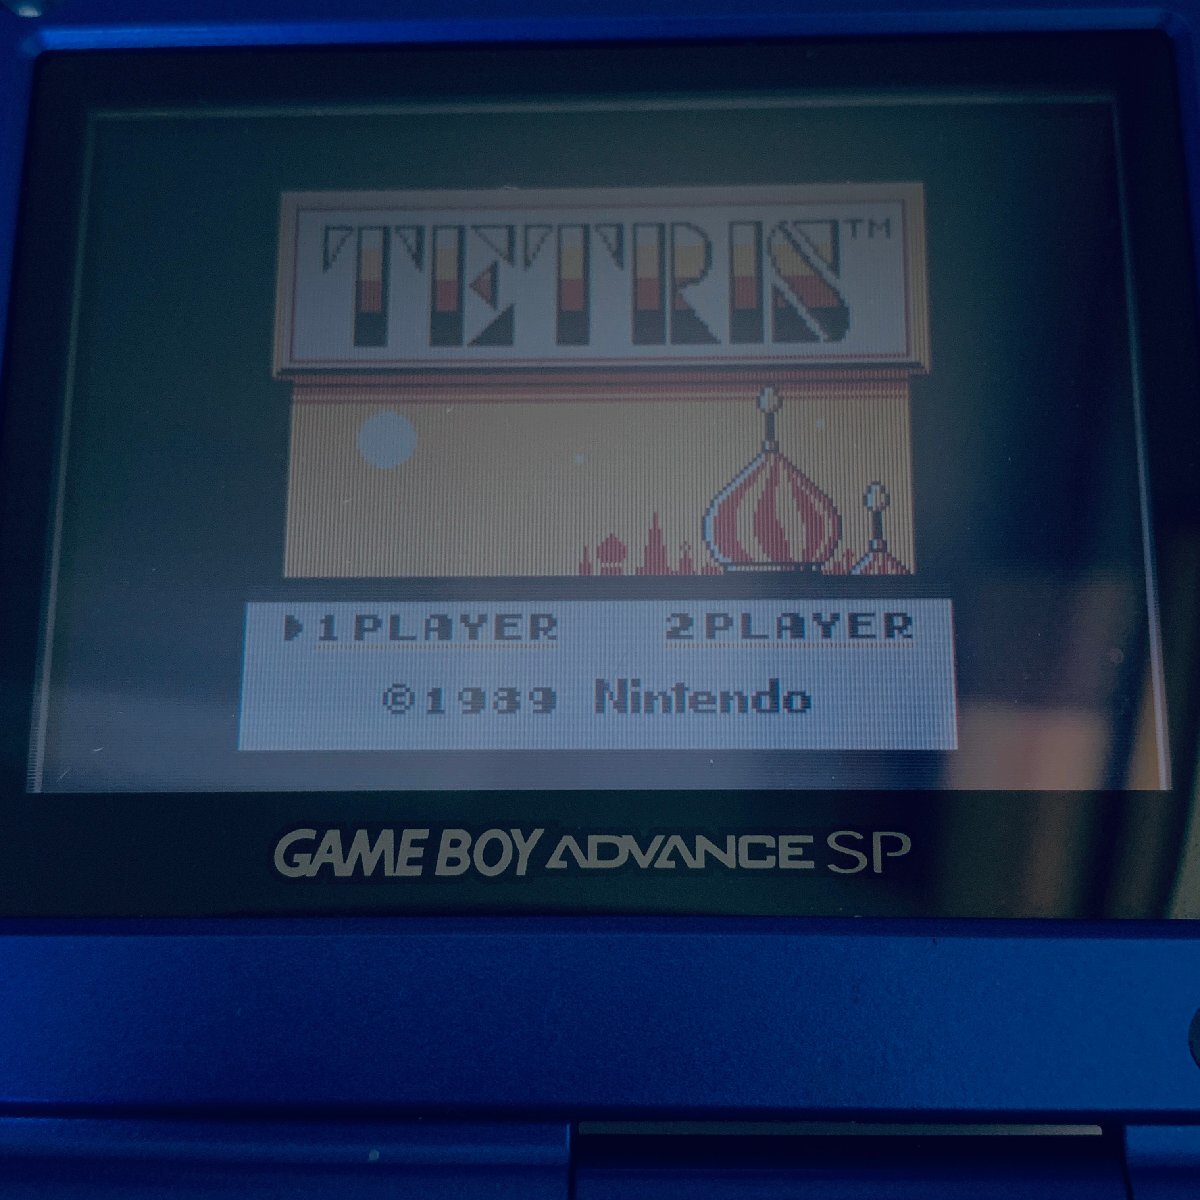 TETRIS™
1PLAYER 2PLAYER
©1989 Nintendo
GAME BOY ADVANCE SP